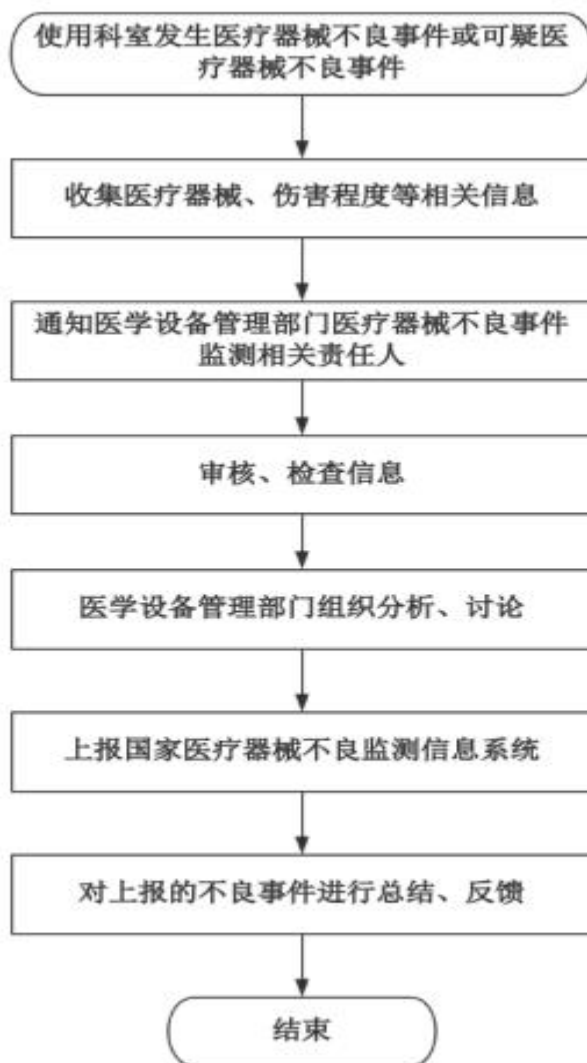 使用科室发生医疗器械不良事件或可疑医
疗器械不良事件
收集医疗器械、伤害程度等相关信息
通知医学设备管理部门医疗器械不良事件
监测相关责任人
审核、检查信息
医学设备管理部门组织分析、讨论
上报国家医疗器械不良监测信息系统
对上报的不良事件进行总结、反馈
结束